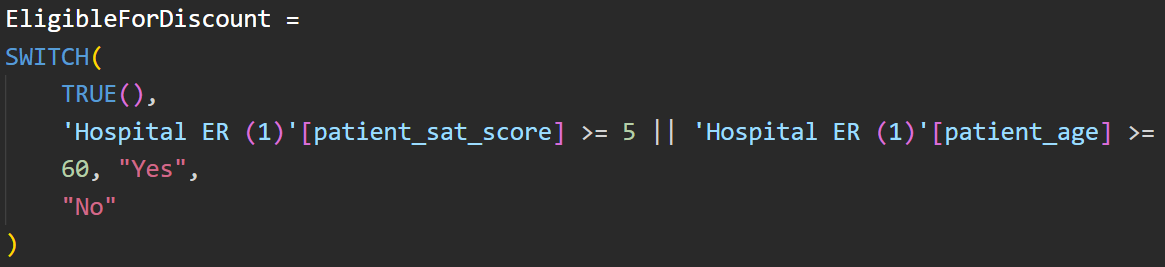 EligibleForDiscount =
SWITCH(
TRUE(),
'Hospital ER (1)'[patient_sat_score] >= 5 || 'Hospital ER (1)'[patient_age] >=
60, "Yes",
"No"
)